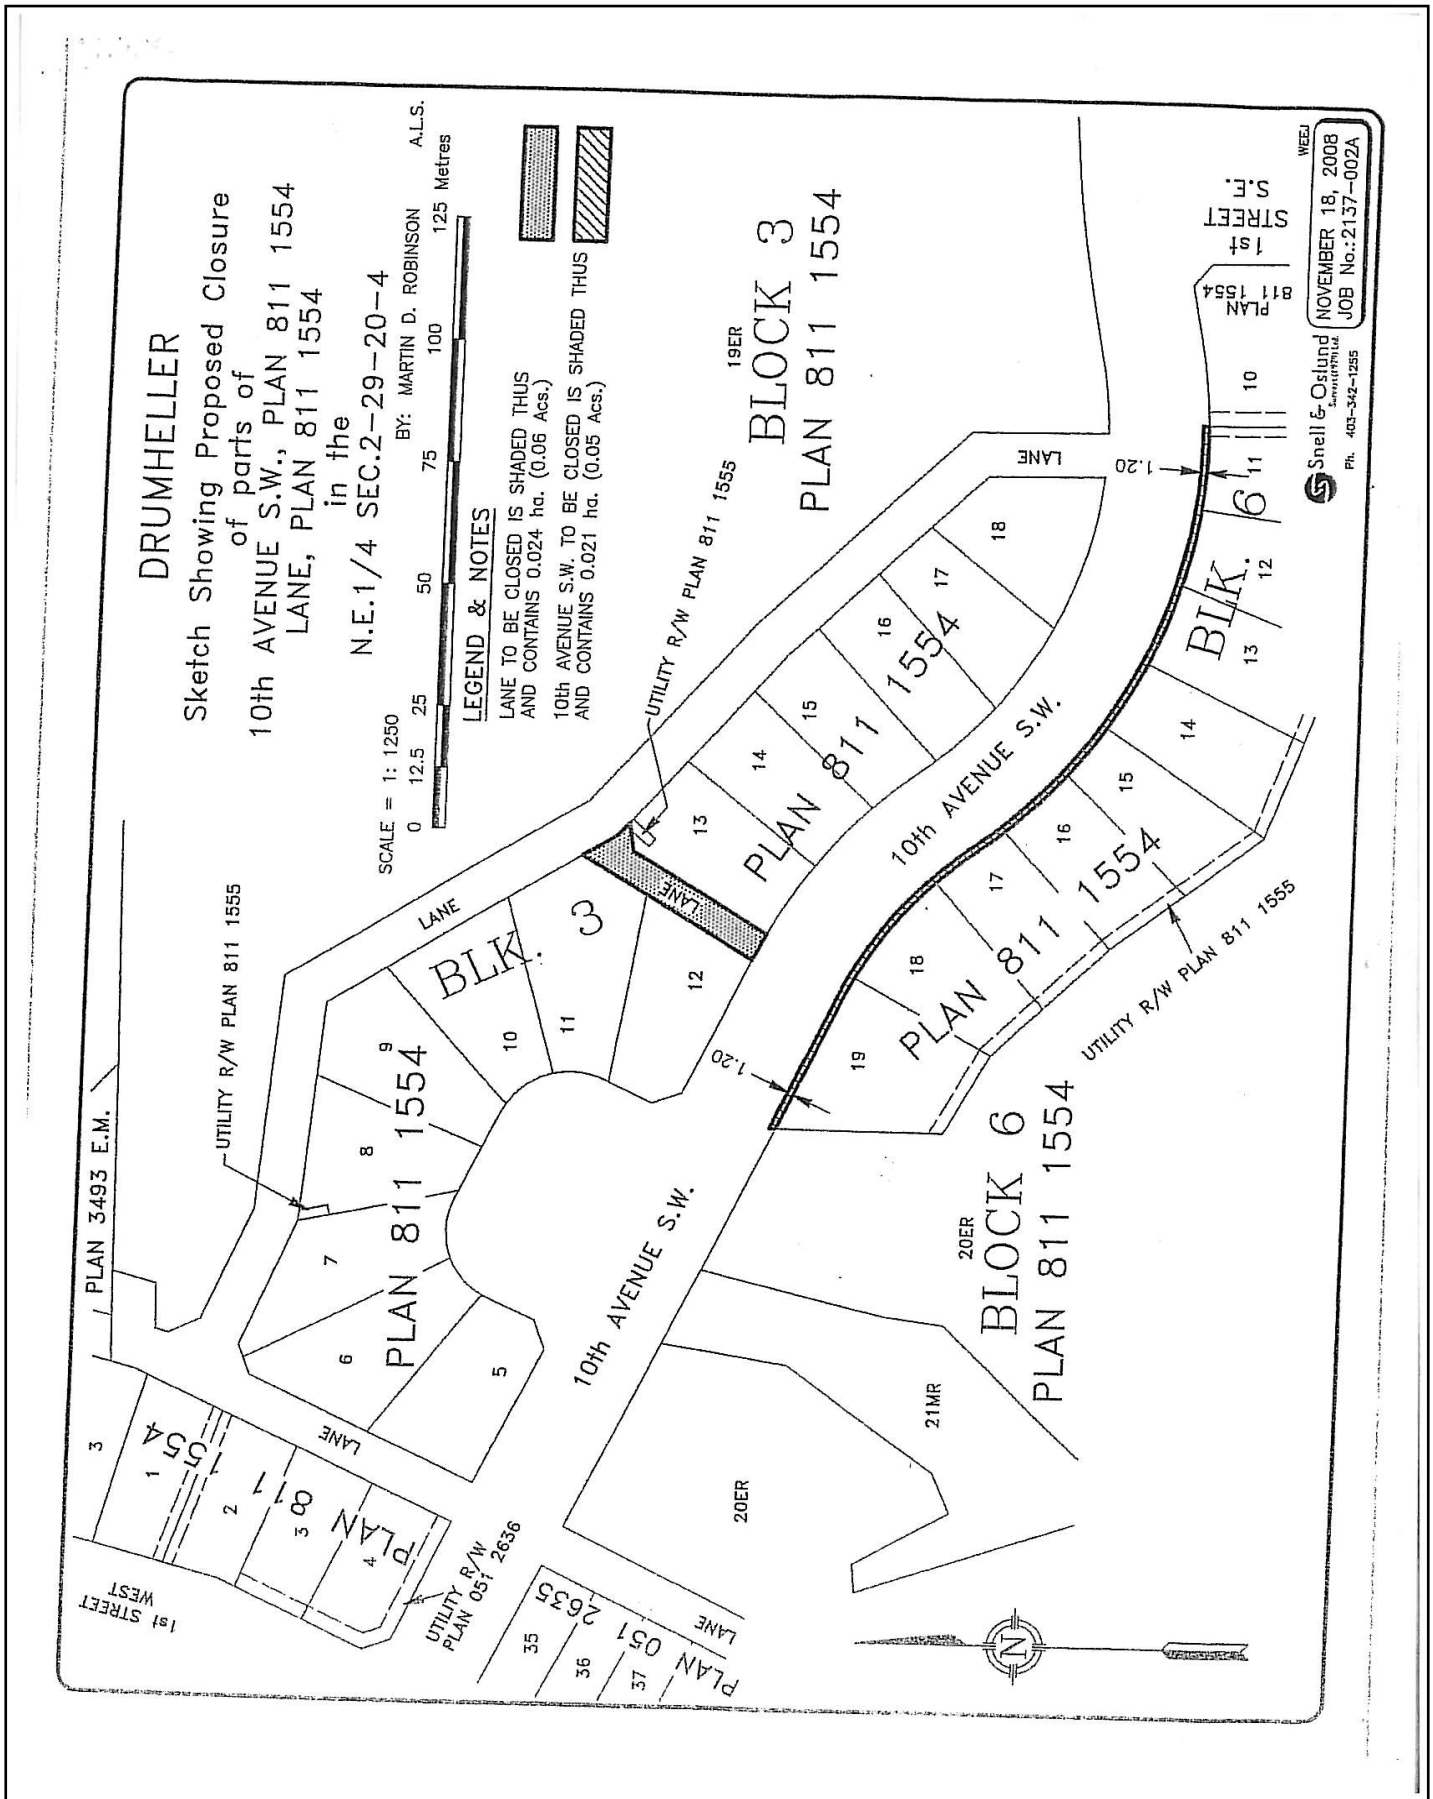 DRUMHELLER
Sketch Showing Proposed Closure
of parts of
10th AVENUE S.W., PLAN 811 1554
LANE, PLAN 811 1554
in the
N.E.1/4 SEC.2-29-20-4
BY: MARTIN D. ROBINSON A.L.S.
SCALE = 1: 1250
0 12.5 25 50 75 100 125 Metres
LEGEND & NOTES
LANE TO BE CLOSED IS SHADED THUS
AND CONTAINS 0.024 ha. (0.06 Acs.)
10th AVENUE S.W. TO BE CLOSED IS SHADED THUS
AND CONTAINS 0.021 ha. (0.05 Acs.)
PLAN 3493 E.M.
UTILITY R/W PLAN 811 1555
UTILITY R/W PLAN 811 1555
19ER
BLOCK 3
PLAN 811 1554
1st STREET
WEST
3
1
2
3
4
PLAN 811 1554
UTILITY R/W
PLAN 051 2636
LANE
LANE
BLK. 3
PLAN 811 1554
5
6
7
8
9
10
11
12
LANE
13
14
15
16
17
18
PLAN 811 1554
LANE
10th AVENUE S.W.
10th AVENUE S.W.
1.20
1.20
35
36
37
PLAN 051 2635
LANE
20ER
21MR
20ER
BLOCK 6
PLAN 811 1554
19
18
17
16
15
14
13
12
11
10
BLK. 6
PLAN 811 1554
UTILITY R/W PLAN 811 1555
PLAN
811 1554
1st
STREET
S.E.
N
Snell & Oslund
Surveys (1979) Ltd.
Ph. 403-342-1255
WEEJ
NOVEMBER 18, 2008
JOB No.:2137-002A